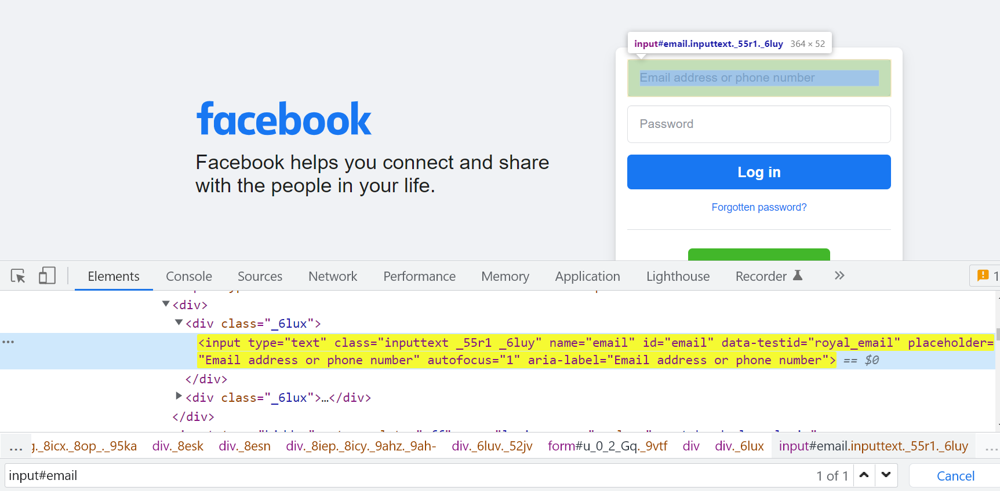 input#email.inputtext._55r1._6luy 364 × 52
Email address or phone number
facebook
Password
Facebook helps you connect and share
with the people in your life.
Log in
Forgotten password?
Elements Console Sources Network Performance Memory Application Lighthouse Recorder » 1
<div>
<div class="_6lux">
<input type="text" class="inputtext _55r1 _6luy" name="email" id="email" data-testid="royal_email" placeholder=
"Email address or phone number" autofocus="1" aria-label="Email address or phone number"> == $0
</div>
<div class="_6lux">…</div>
</div>
... g._8icx._8op_._95ka div._8esk div._8esn div._8iep._8icy._9ahz._9ah- div._6luv._52jv form#u_0_2_Gq._9vtf div div._6lux input#email.inputtext._55r1._6luy ...
input#email 1 of 1 Cancel